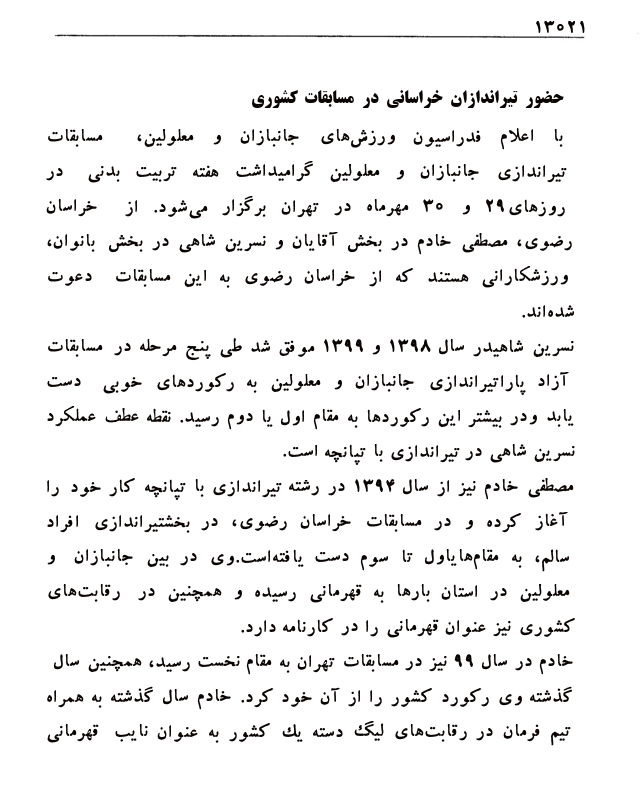 ۱۳۰۲۱
حضور تیراندازان خراسانی در مسابقات کشوری
با اعلام فدراسیون ورزش‌های جانبازان و معلولین، مسابقات
تیراندازی جانبازان و معلولین گرامیداشت هفته تربیت بدنی در
روزهای۲۹ و ۳۰ مهرماه در تهران برگزار می‌شود. از خراسان
رضوی، مصطفی خادم در بخش آقایان و نسرین شاهی در بخش بانوان،
ورزشکارانی هستند که از خراسان رضوی به این مسابقات دعوت
شده‌اند.
نسرین شاهیدر سال ۱۳۹۸ و ۱۳۹۹ موفق شد طی پنج مرحله در مسابقات
آزاد پاراتیراندازی جانبازان و معلولین به رکوردهای خوبی دست
یابد ودر بیشتر این رکوردها به مقام اول یا دوم رسید. نقطه عطف عملکرد
نسرین شاهی در تیراندازی با تپانچه است.
مصطفی خادم نیز از سال ۱۳۹۴ در رشته تیراندازی با تپانچه کار خود را
آغاز کرده و در مسابقات خراسان رضوی، در بخشتیراندازی افراد
سالم، به مقام‌هایاول تا سوم دست یافته‌است.وی در بین جانبازان و
معلولین در استان بارها به قهرمانی رسیده و همچنین در رقابت‌های
کشوری نیز عنوان قهرمانی را در کارنامه دارد.
خادم در سال ۹۹ نیز در مسابقات تهران به مقام نخست رسید، همچنین سال
گذشته وی رکورد کشور را از آن خود کرد. خادم سال گذشته به همراه
تیم فرمان در رقابت‌های لیگ دسته یك کشور به عنوان نایب قهرمانی